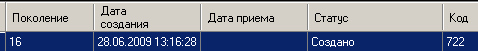 Поколение Дата создания Дата приема Статус Код
16 28.06.2009 13:16:28 Создано 722